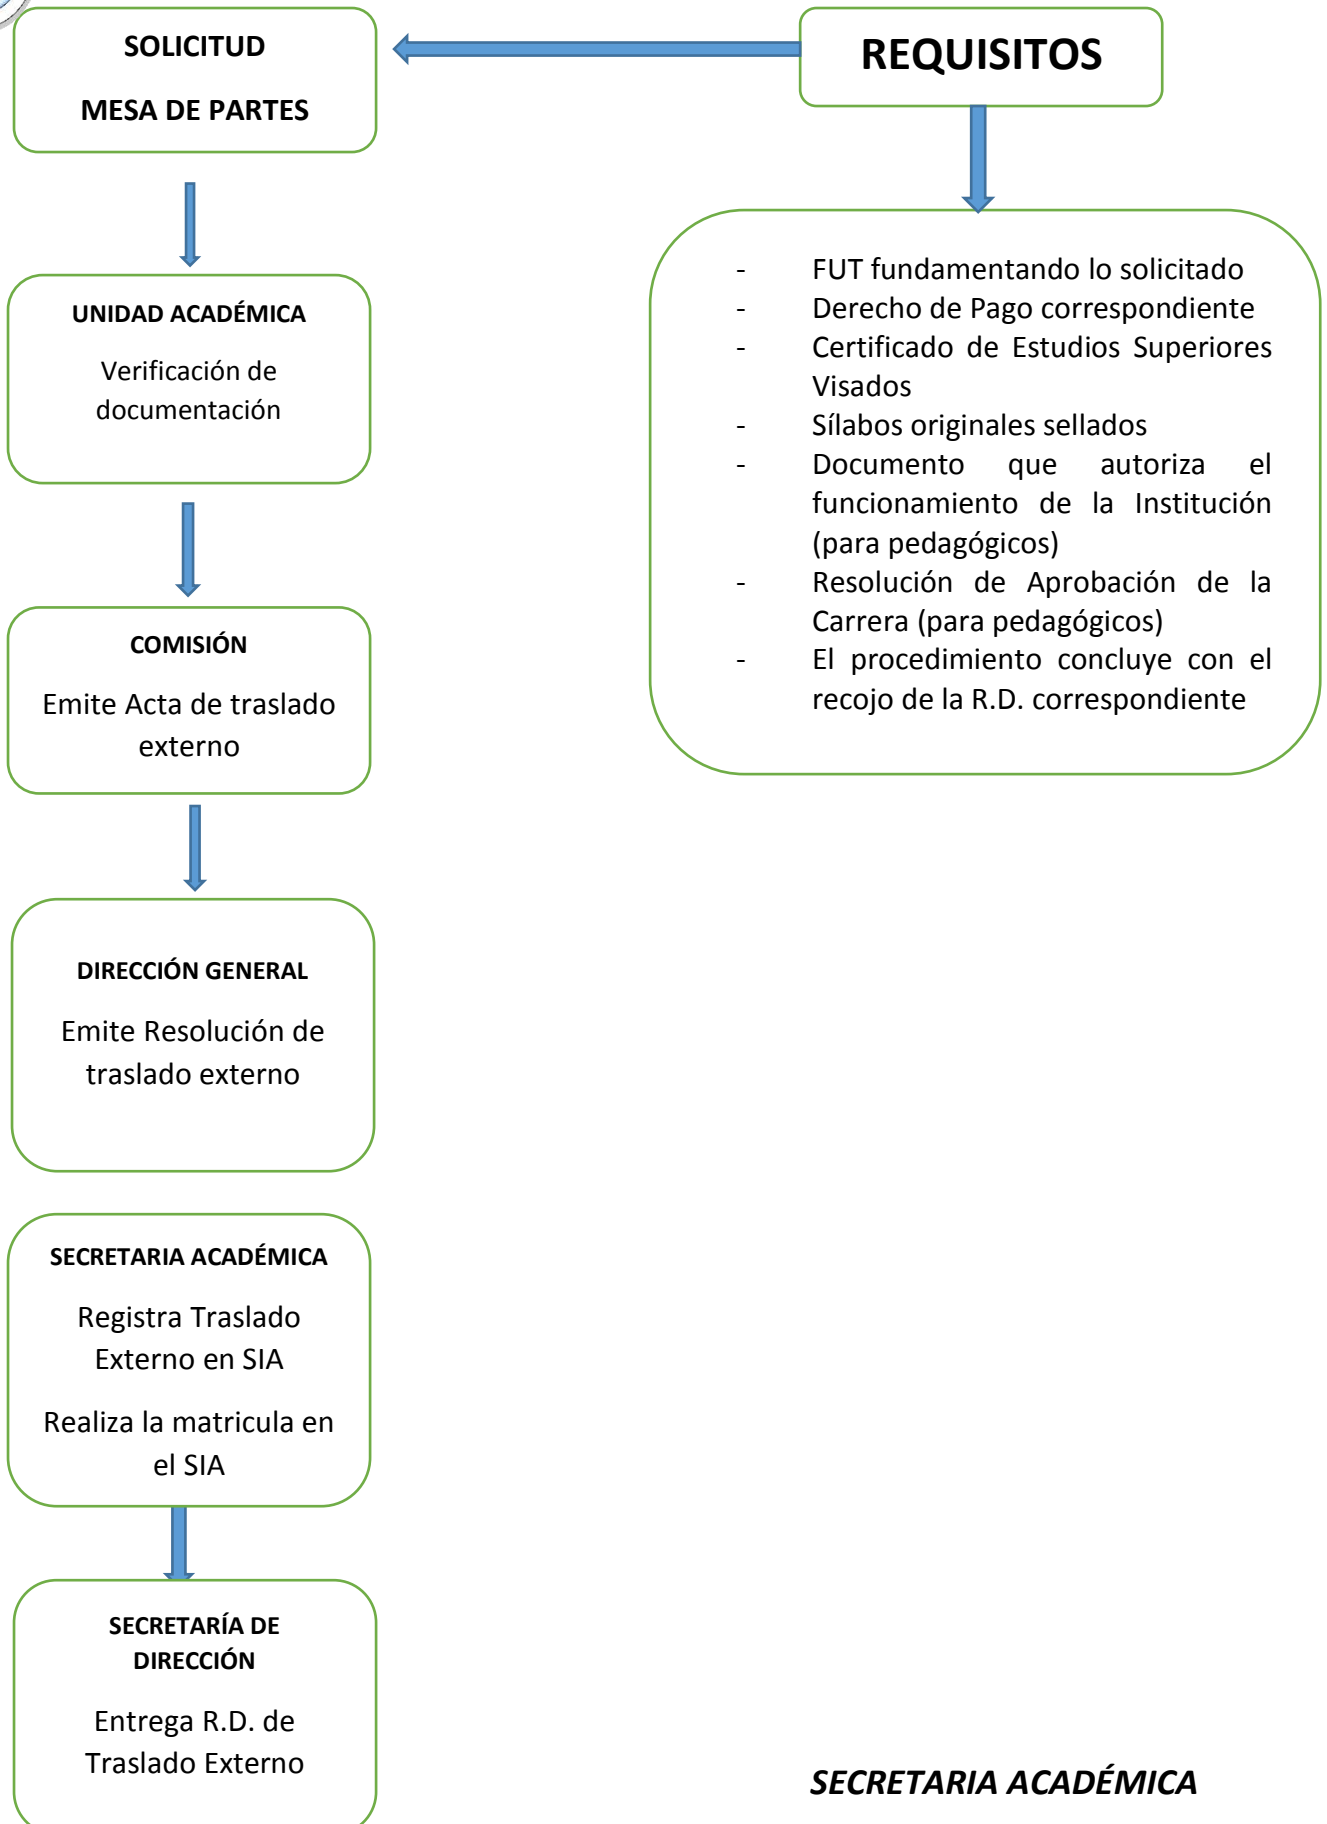 SOLICITUD
MESA DE PARTES
REQUISITOS
- FUT fundamentando lo solicitado
- Derecho de Pago correspondiente
- Certificado de Estudios Superiores
Visados
- Sílabos originales sellados
- Documento que autoriza el
funcionamiento de la Institución
(para pedagógicos)
- Resolución de Aprobación de la
Carrera (para pedagógicos)
- El procedimiento concluye con el
recojo de la R.D. correspondiente
UNIDAD ACADÉMICA
Verificación de
documentación
COMISIÓN
Emite Acta de traslado
externo
DIRECCIÓN GENERAL
Emite Resolución de
traslado externo
SECRETARIA ACADÉMICA
Registra Traslado
Externo en SIA
Realiza la matricula en
el SIA
SECRETARÍA DE
DIRECCIÓN
Entrega R.D. de
Traslado Externo
SECRETARIA ACADÉMICA